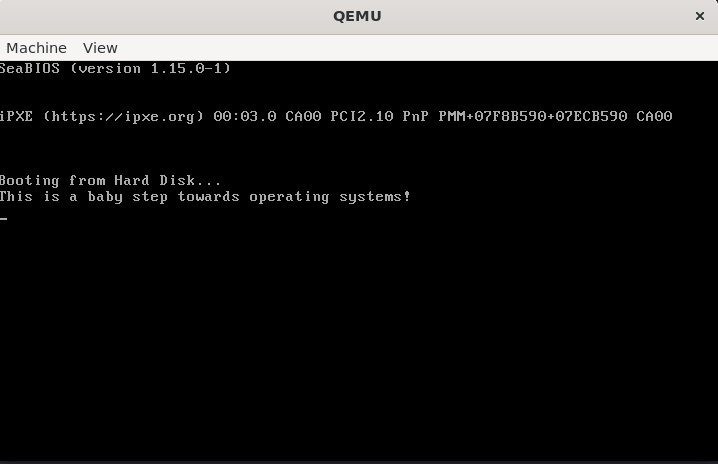 QEMU
×
Machine View
SeaBIOS (version 1.15.0-1)
iPXE (https://ipxe.org) 00:03.0 CA00 PCI2.10 PnP PMM+07F8B590+07ECB590 CA00
Booting from Hard Disk...
This is a baby step towards operating systems!
_